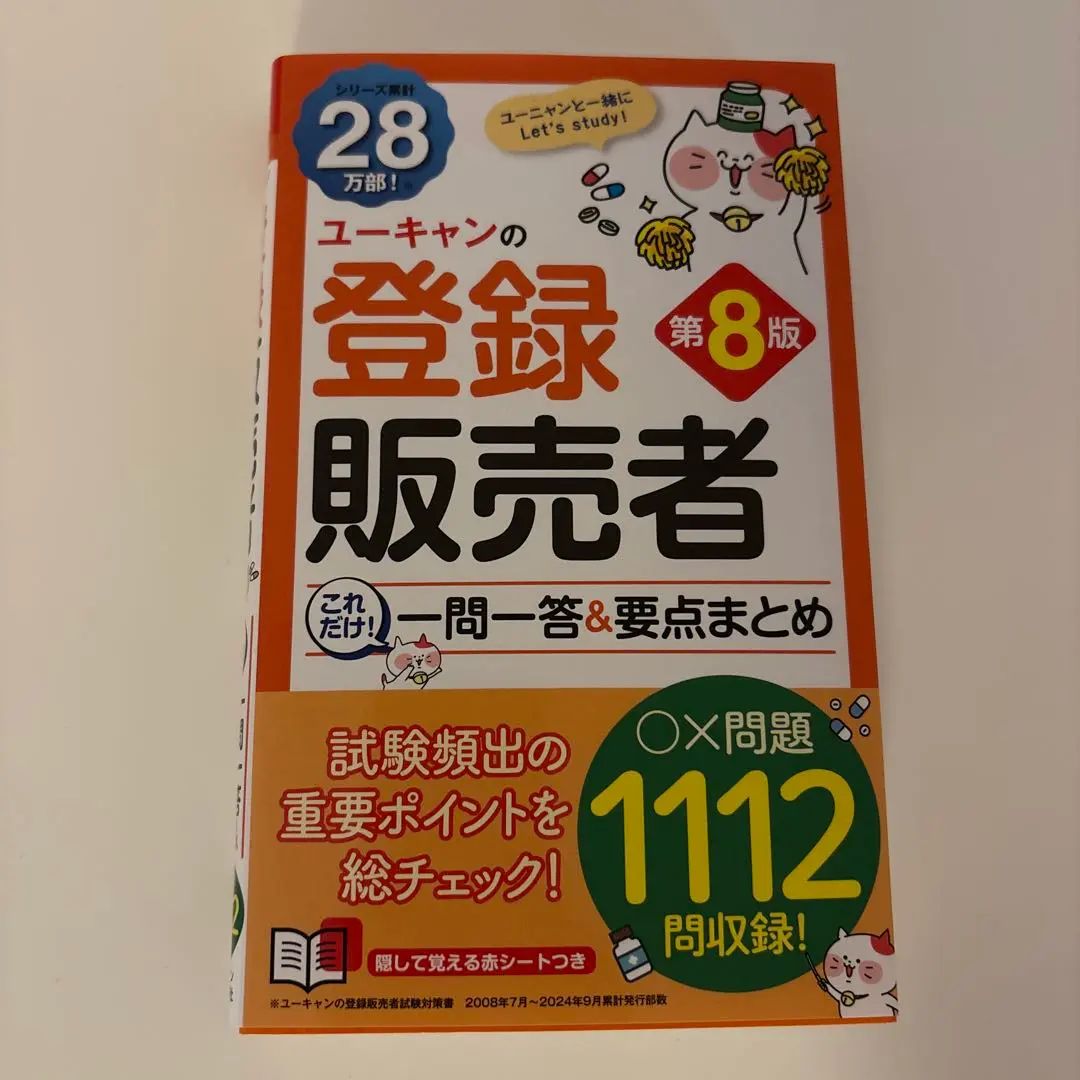 シリーズ累計
28
万部!※
ユーニャンと一緒に
Let's study!
ユーキャンの
登録
第8版
販売者
これ
だけ!
一問一答&要点まとめ
試験頻出の
重要ポイントを
総チェック!
○×問題
1112
問収録!
隠して覚える赤シートつき
※ユーキャンの登録販売者試験対策書 2008年7月~2024年9月累計発行部数